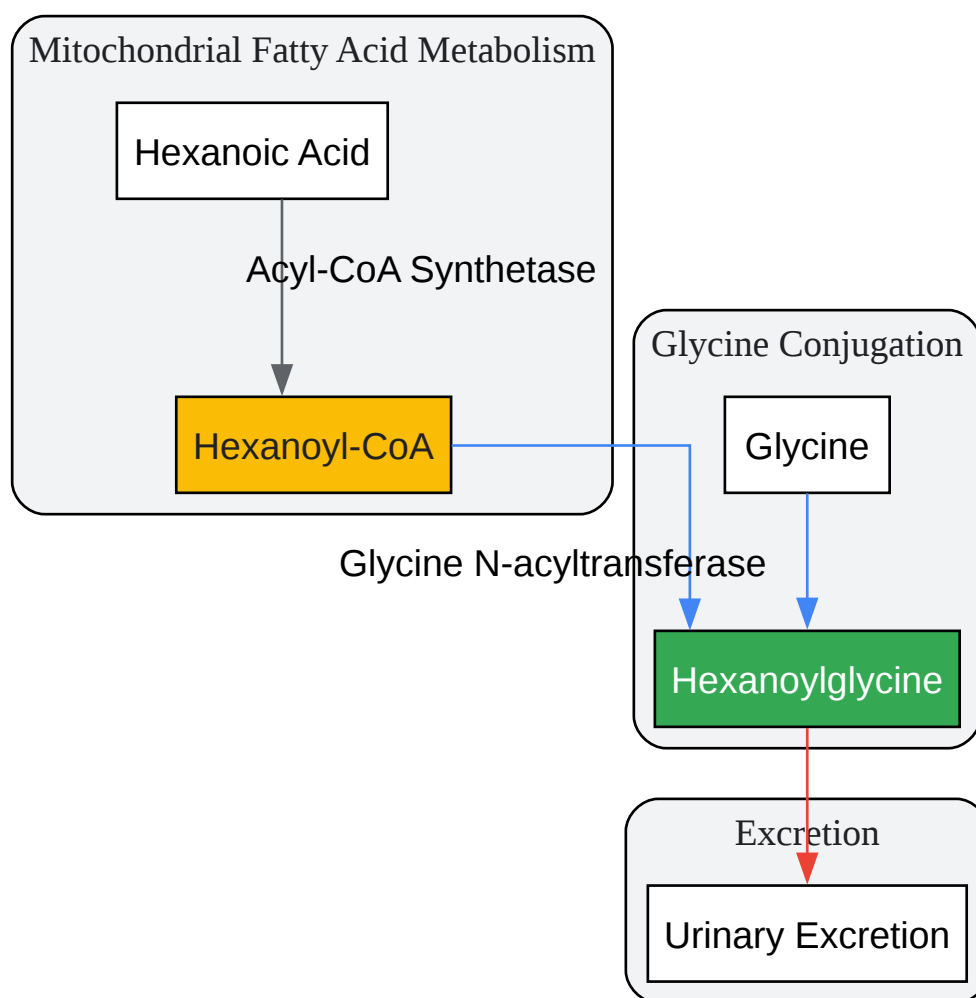 Mitochondrial Fatty Acid Metabolism
Hexanoic Acid
Acyl-CoA Synthetase
Hexanoyl-CoA
Glycine Conjugation
Glycine
Glycine N-acyltransferase
Hexanoylglycine
Excretion
Urinary Excretion